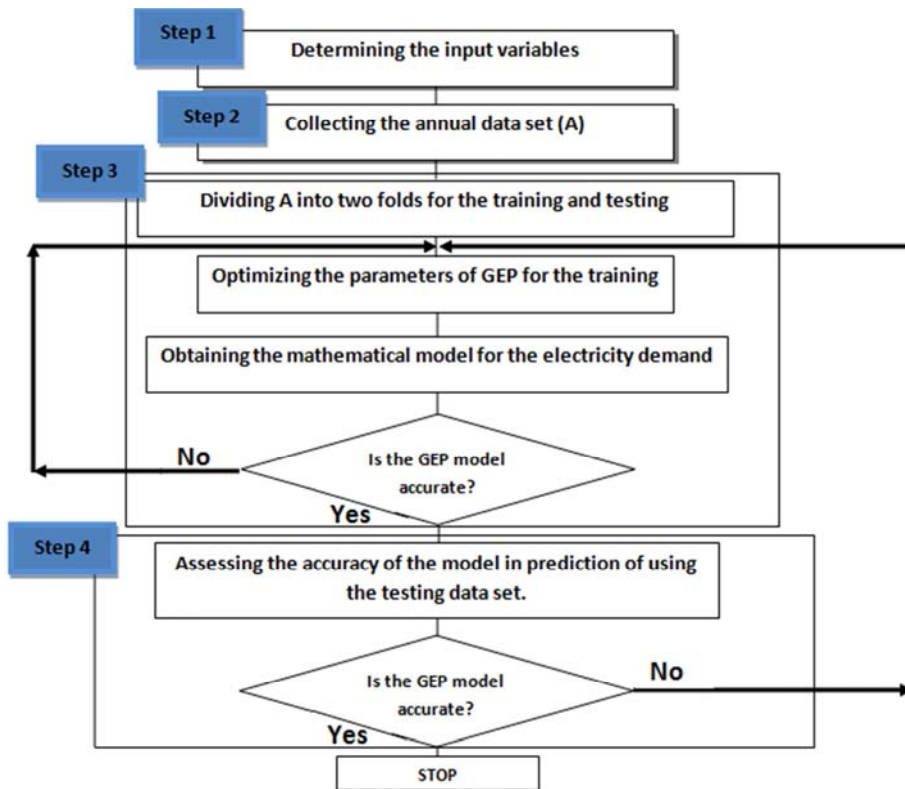 Step 1
Determining the input variables
Step 2
Collecting the annual data set (A)
Step 3
Dividing A into two folds for the training and testing
Optimizing the parameters of GEP for the training
Obtaining the mathematical model for the electricity demand
No
Is the GEP model
accurate?
Yes
Step 4
Assessing the accuracy of the model in prediction of using
the testing data set.
No
Is the GEP model
accurate?
Yes
STOP